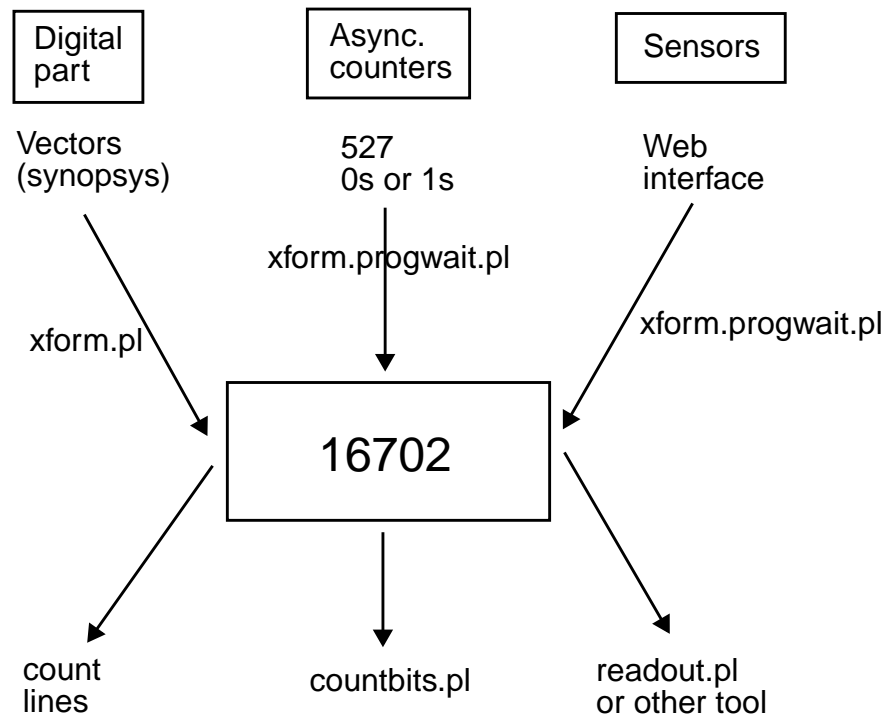 Digital
part
Async.
counters
Sensors
Vectors
(synopsys)
527
0s or 1s
Web
interface
xform.progwait.pl
xform.pl
xform.progwait.pl
16702
count
lines
countbits.pl
readout.pl
or other tool